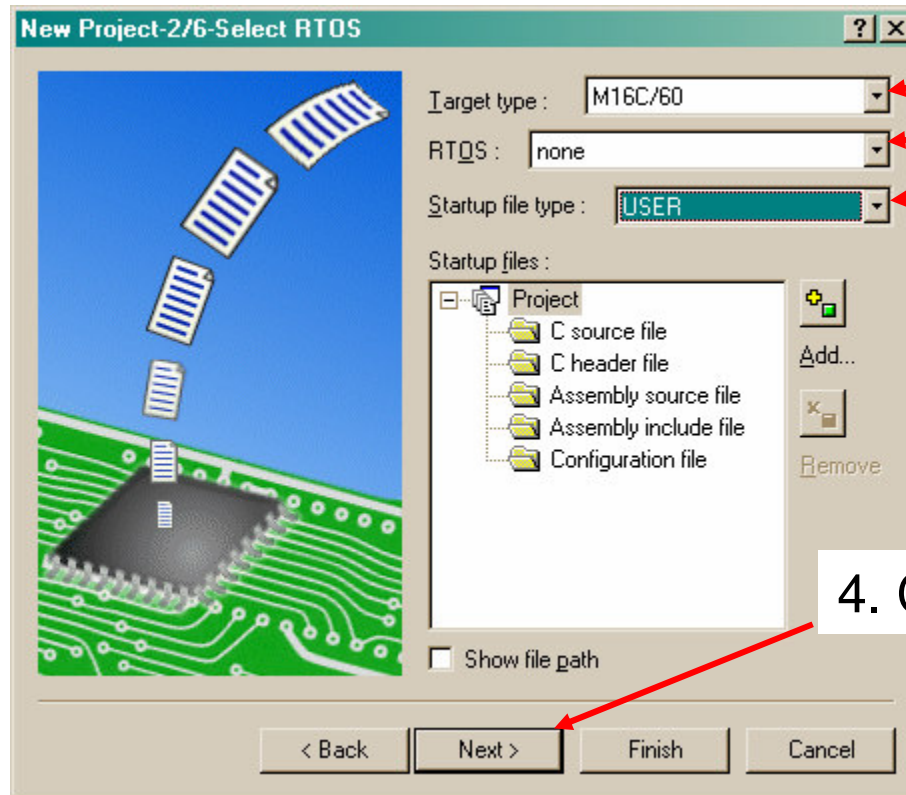 New Project-2/6-Select RTOS
Target type : M16C/60
RTOS : none
Startup file type : USER
Startup files :
Project
C source file
C header file
Assembly source file
Assembly include file
Configuration file
Add...
Remove
4.
Show file path
< Back Next > Finish Cancel